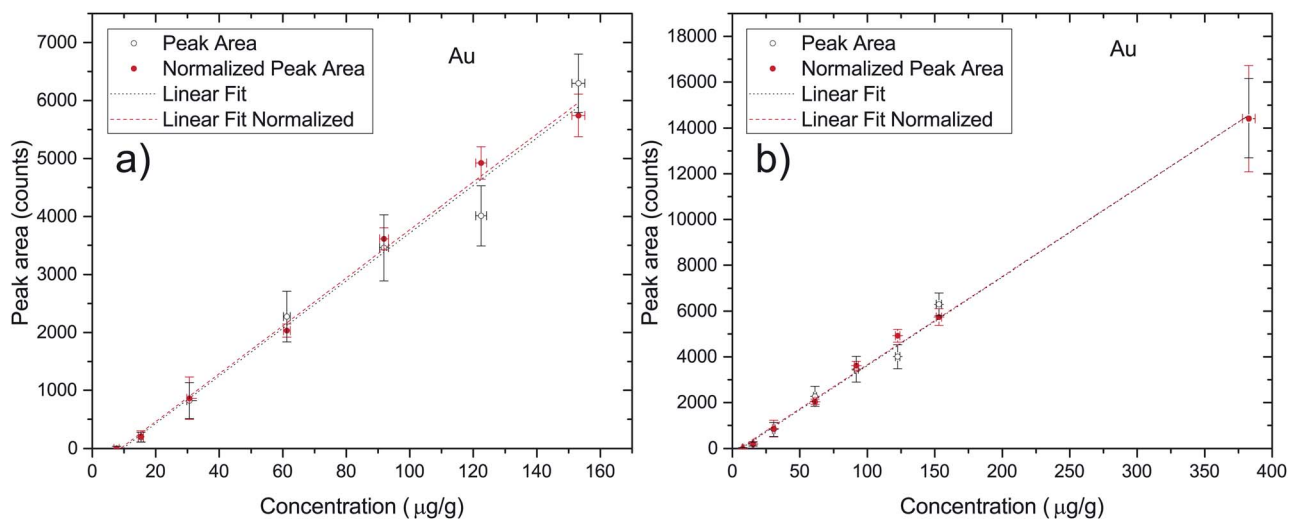 7000
6000
5000
4000
3000
2000
1000
0
Peak area (counts)
Peak Area
Normalized Peak Area
Linear Fit
Linear Fit Normalized
Au
a)
0 20 40 60 80 100 120 140 160
Concentration ( μg/g)
18000
16000
14000
12000
10000
8000
6000
4000
2000
0
Peak area (counts)
Peak Area
Normalized Peak Area
Linear Fit
Linear Fit Normalized
Au
b)
0 50 100 150 200 250 300 350 400
Concentration ( μg/g)